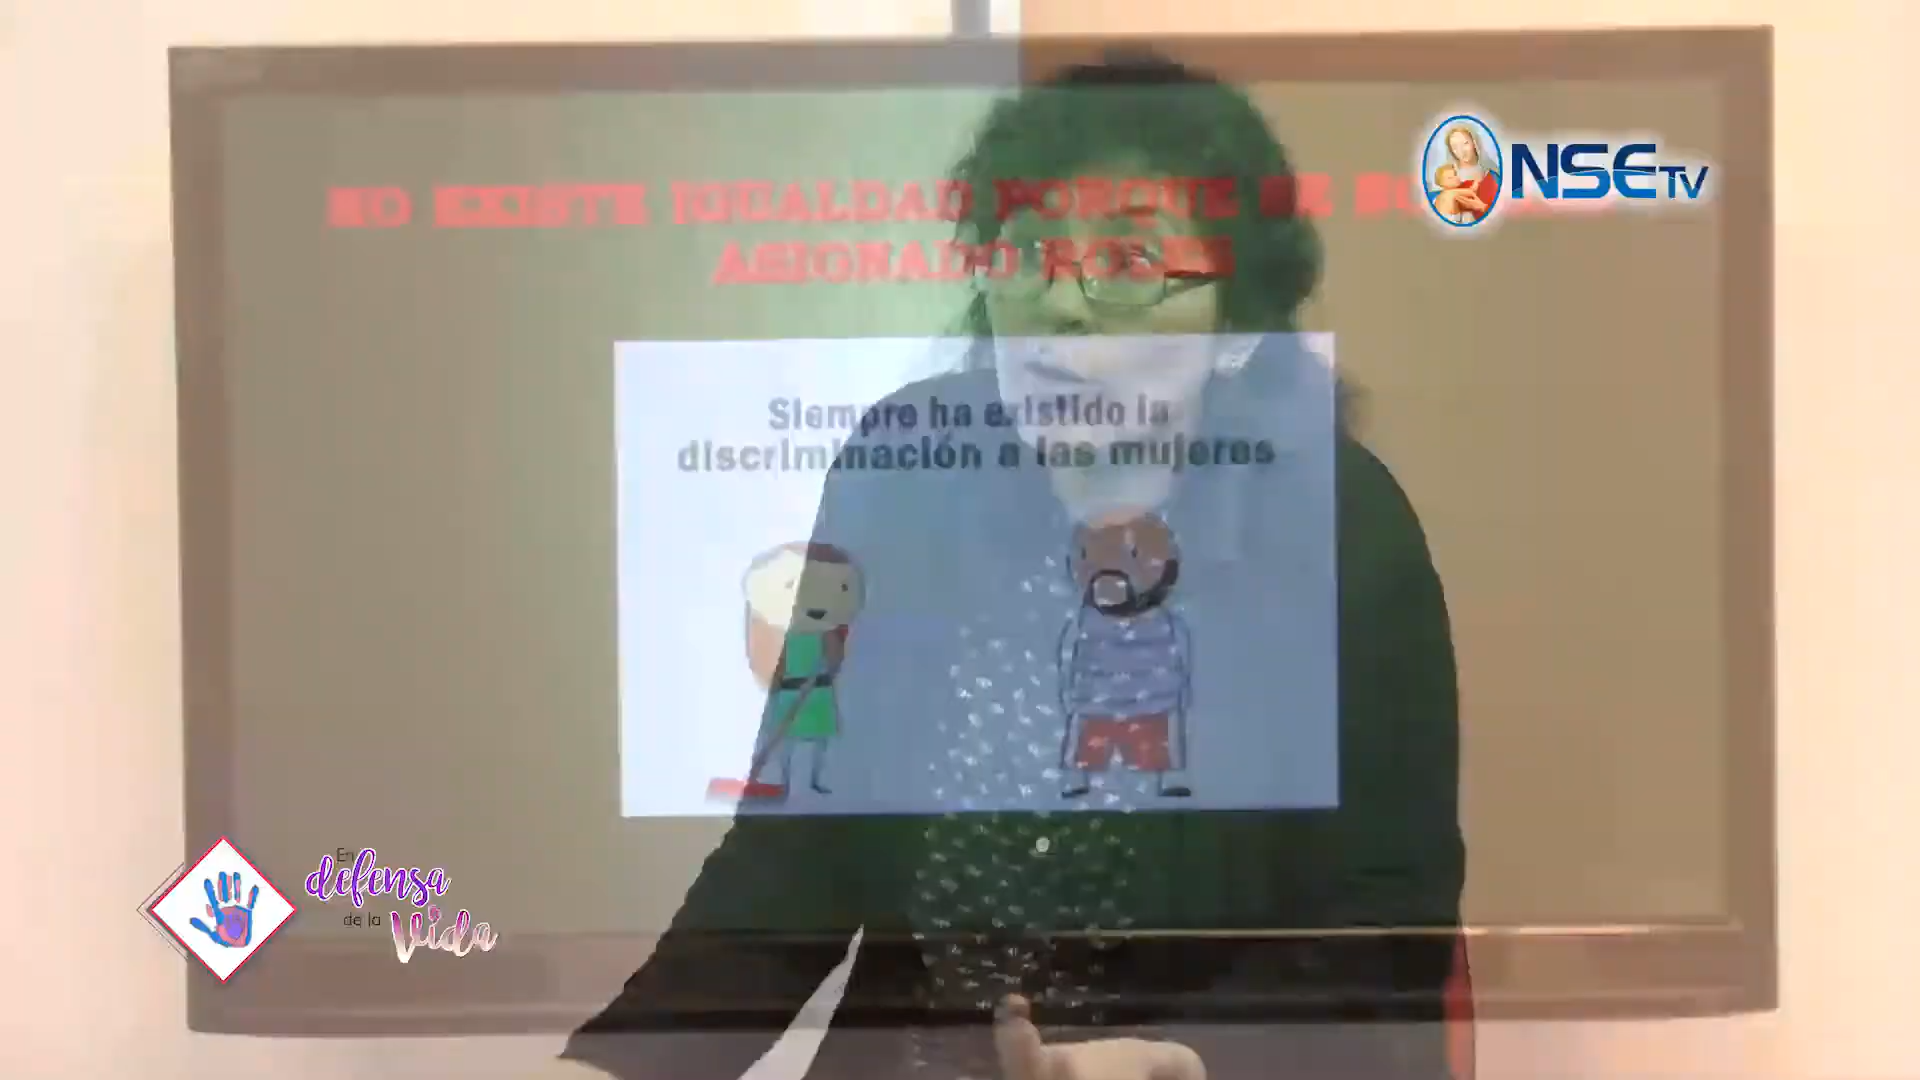 NSETV
NO EXISTE IGUALDAD PORQUE SE
ASIGNADO ROLES
Siempre ha existido la
discriminación a las mujeres
En
defensa
de la
Vida